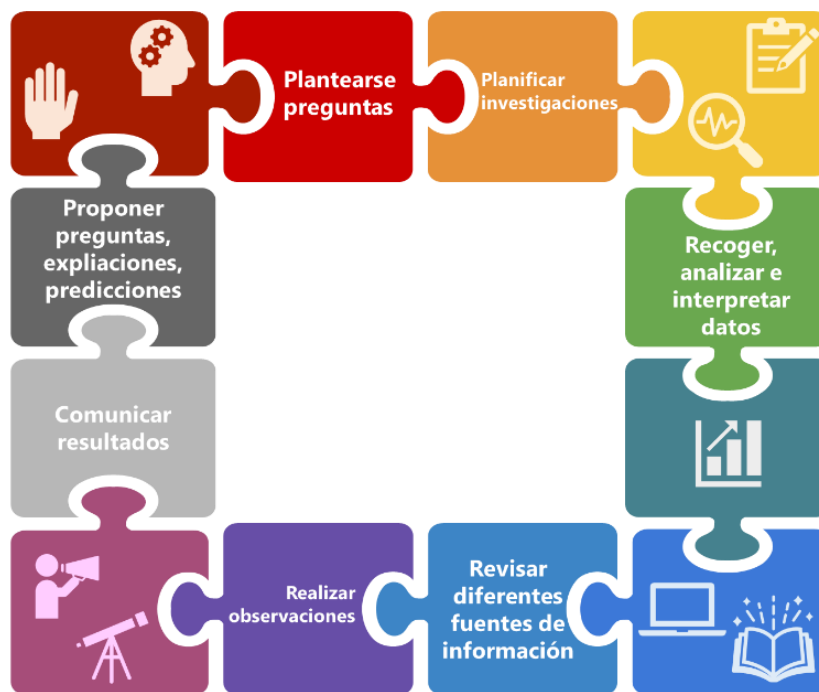 Plantearse
preguntas
Planificar
investigaciones
Recoger,
analizar e
interpretar
datos
Revisar
diferentes
fuentes de
información
Realizar
observaciones
Comunicar
resultados
Proponer
preguntas,
expliaciones,
predicciones